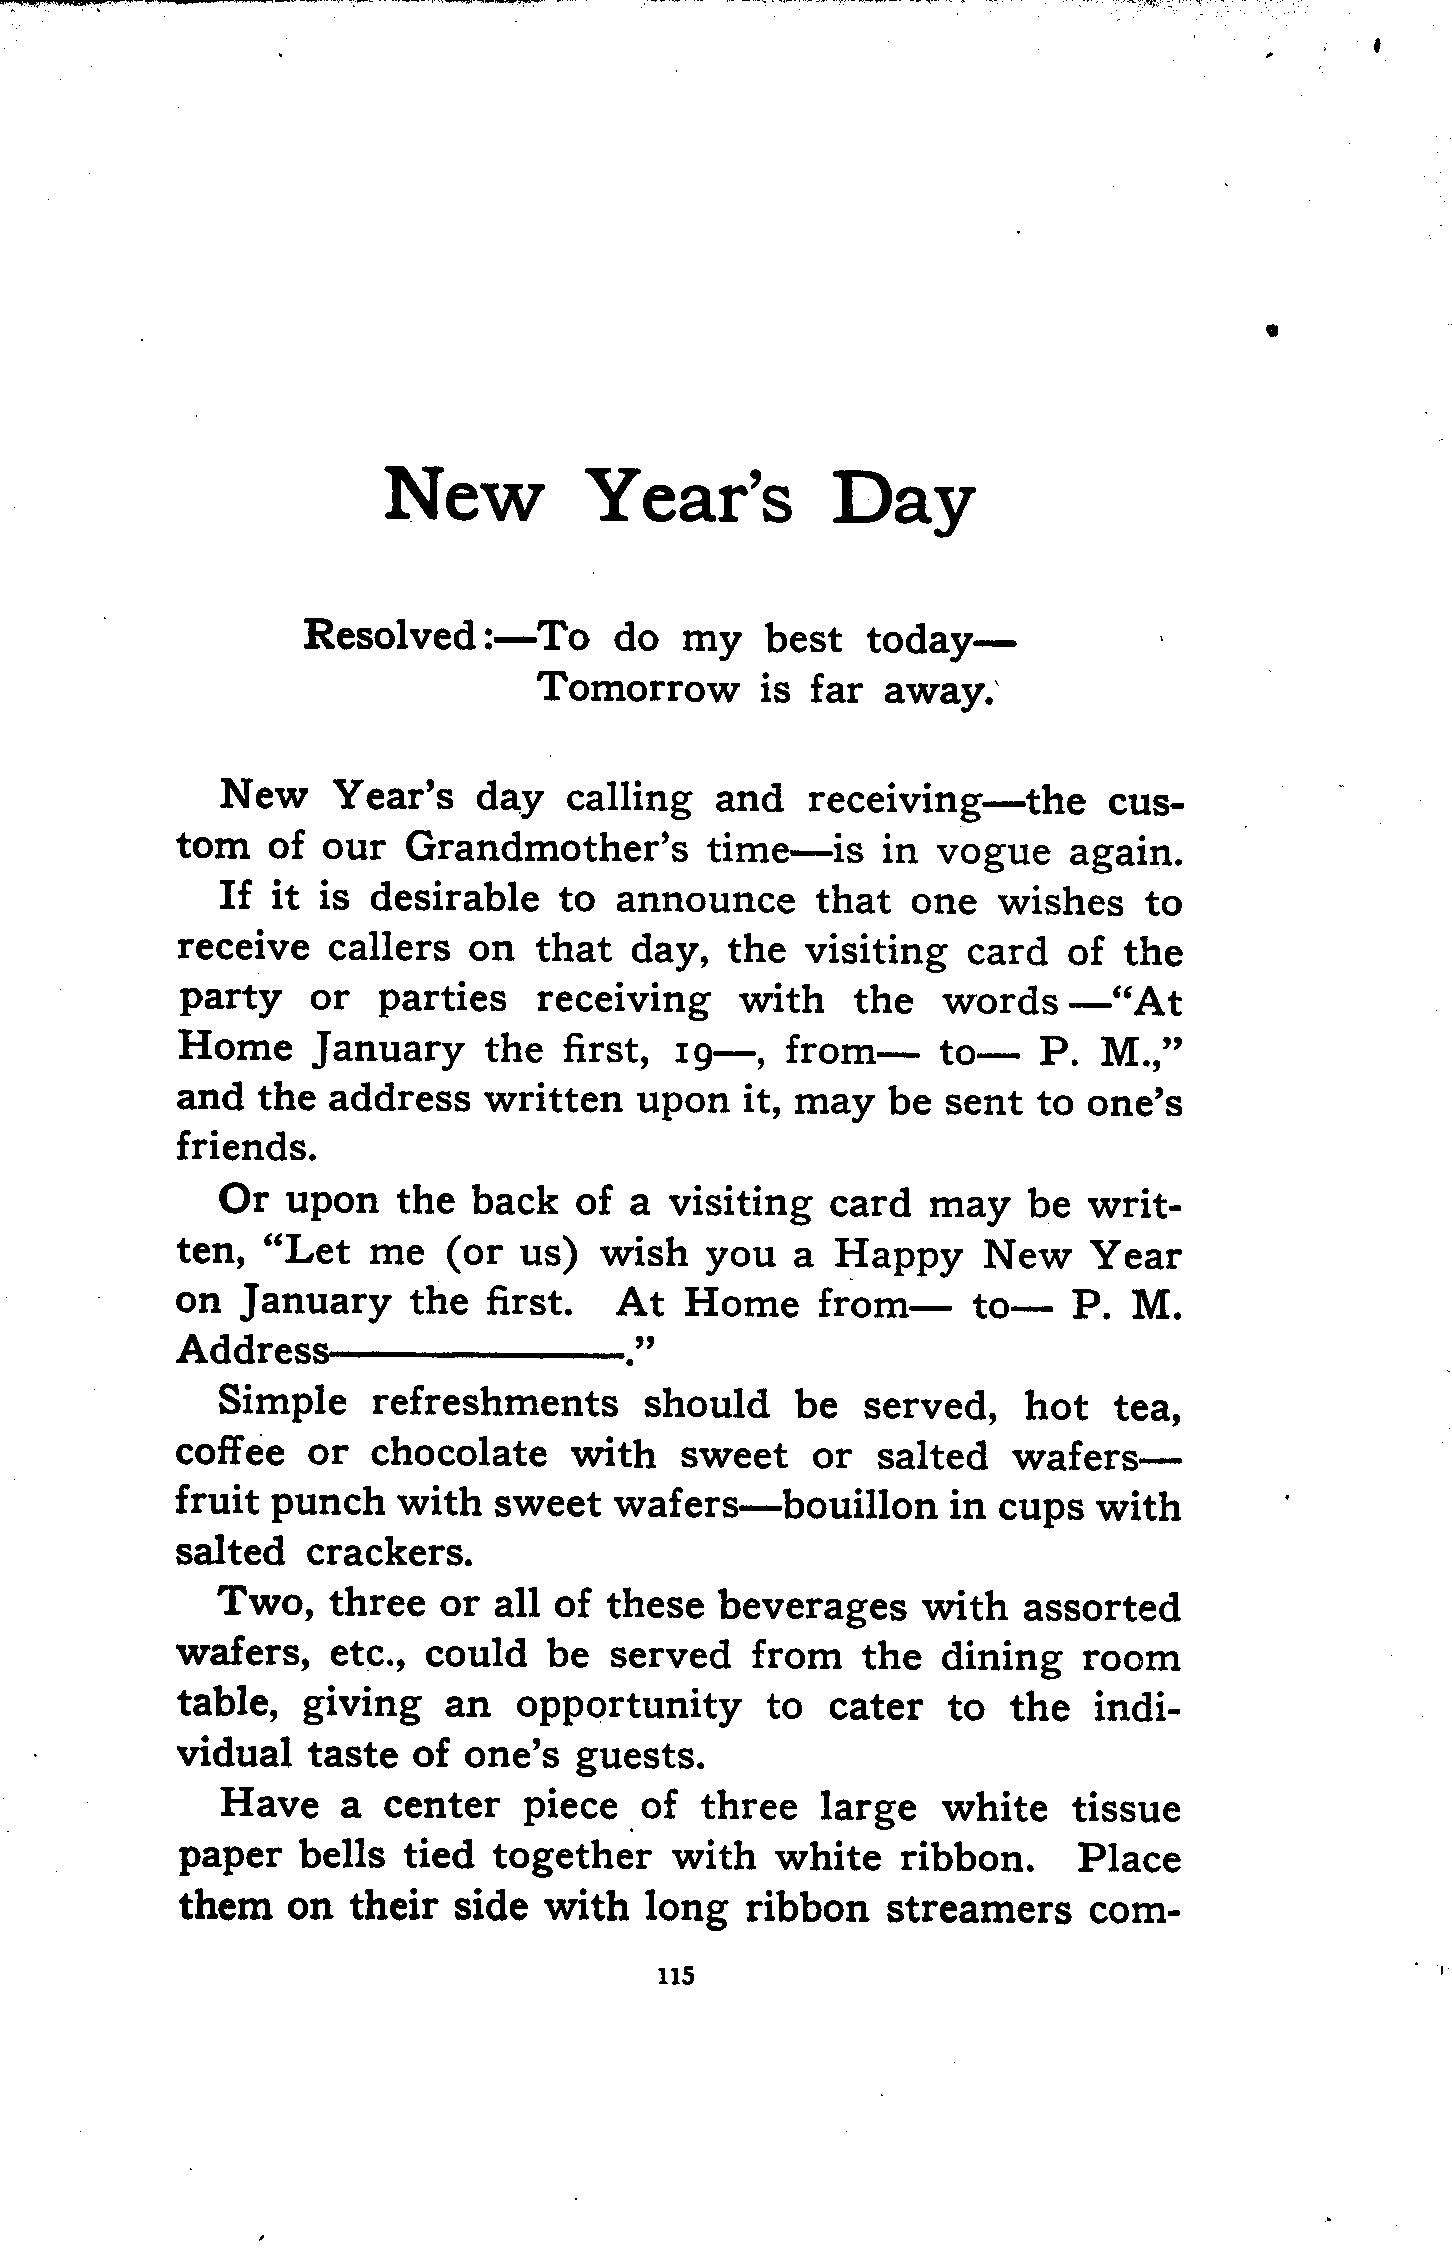 New Year's Day
Resolved:—To do my best today—
Tomorrow is far away.
New Year's day calling and receiving—the cus-
tom of our Grandmother's time—is in vogue again.
If it is desirable to announce that one wishes to
receive callers on that day, the visiting card of the
party or parties receiving with the words—“At
Home January the first, 19—, from— to— P. M.,”
and the address written upon it, may be sent to one's
friends.
Or upon the back of a visiting card may be writ-
ten, “Let me (or us) wish you a Happy New Year
on January the first. At Home from— to— P. M.
Address———————.”
Simple refreshments should be served, hot tea,
coffee or chocolate with sweet or salted wafers—
fruit punch with sweet wafers—bouillon in cups with
salted crackers.
Two, three or all of these beverages with assorted
wafers, etc., could be served from the dining room
table, giving an opportunity to cater to the indi-
vidual taste of one's guests.
Have a center piece of three large white tissue
paper bells tied together with white ribbon. Place
them on their side with long ribbon streamers com-
115